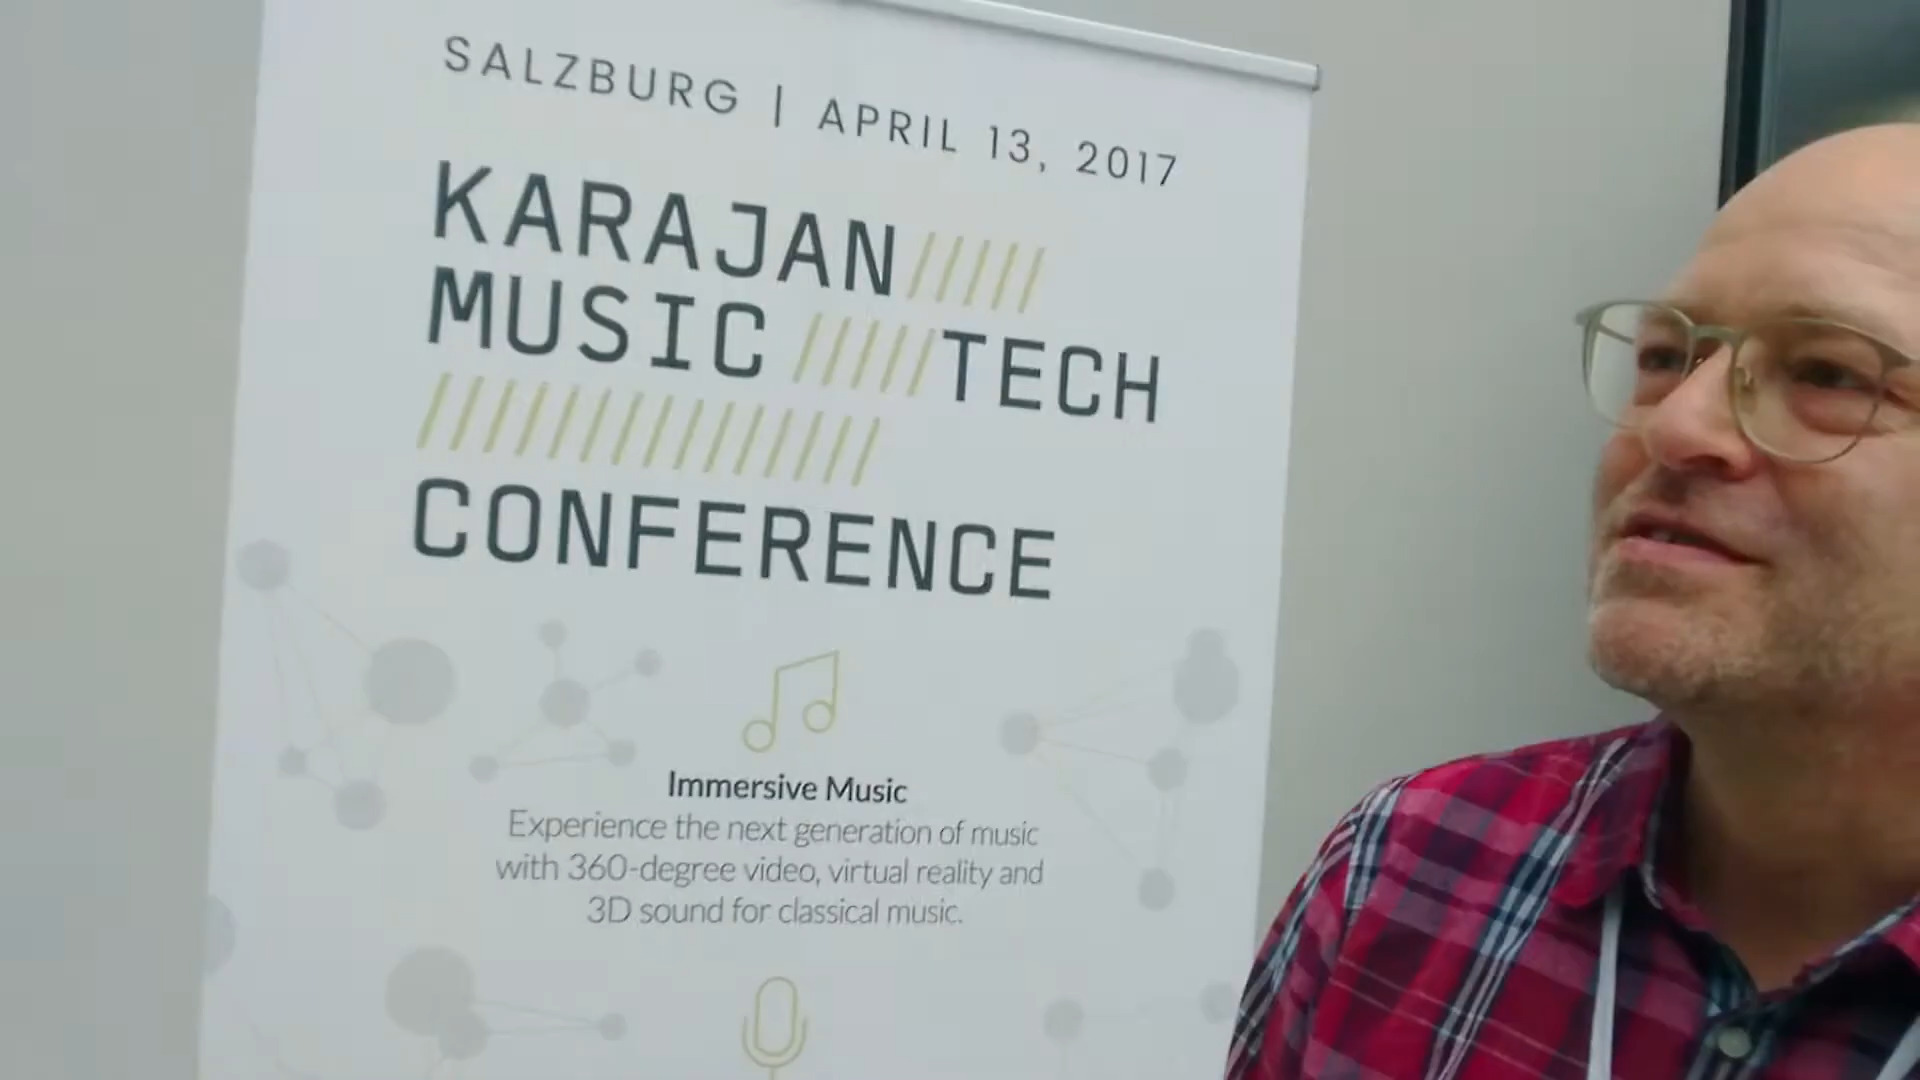 SALZBURG | APRIL 13, 2017
KARAJAN/////
MUSIC /////TECH
///////////////
CONFERENCE
Immersive Music
Experience the next generation of music
with 360-degree video, virtual reality and
3D sound for classical music.